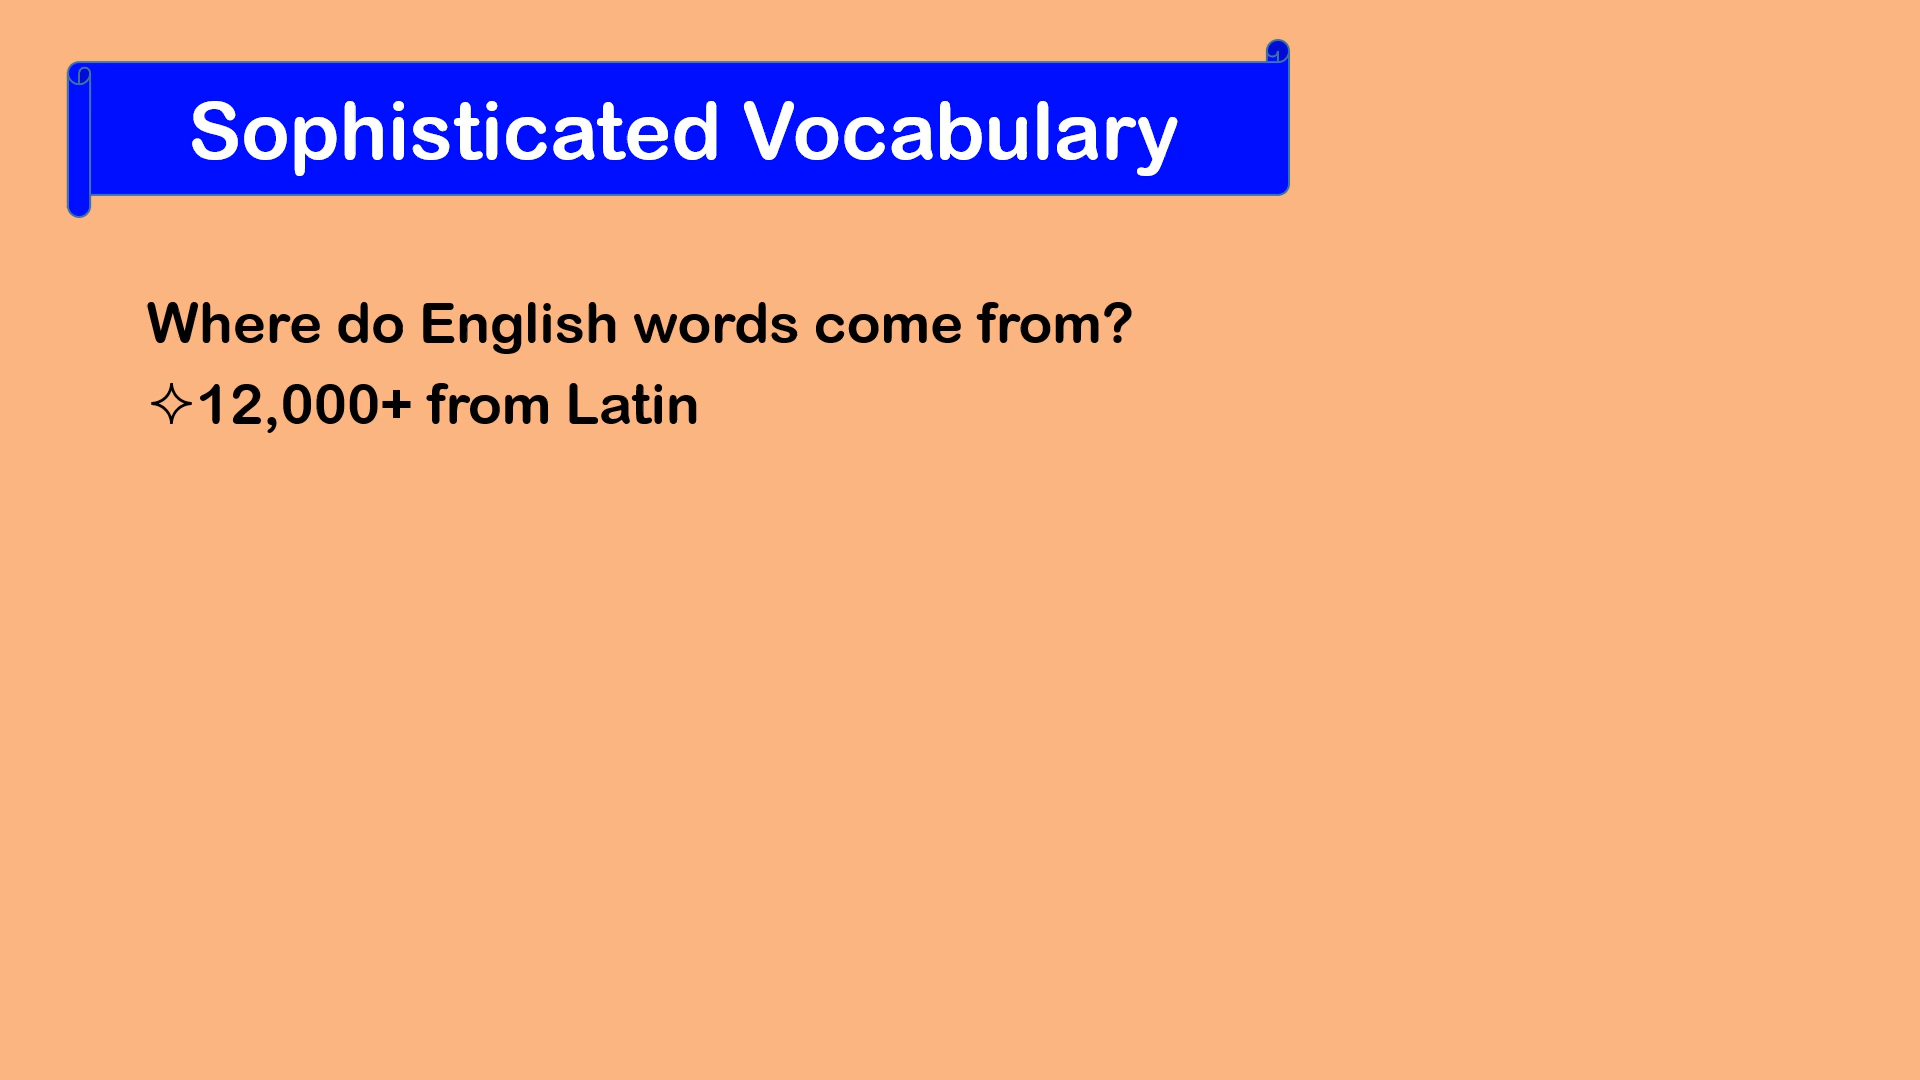 Sophisticated Vocabulary
Where do English words come from?
✧12,000+ from Latin